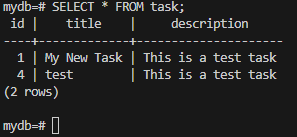 mydb=# SELECT * FROM task;
 id |    title    |     description
----+-------------+---------------------
  1 | My New Task | This is a test task
  4 | test        | This is a test task
(2 rows)

mydb=#